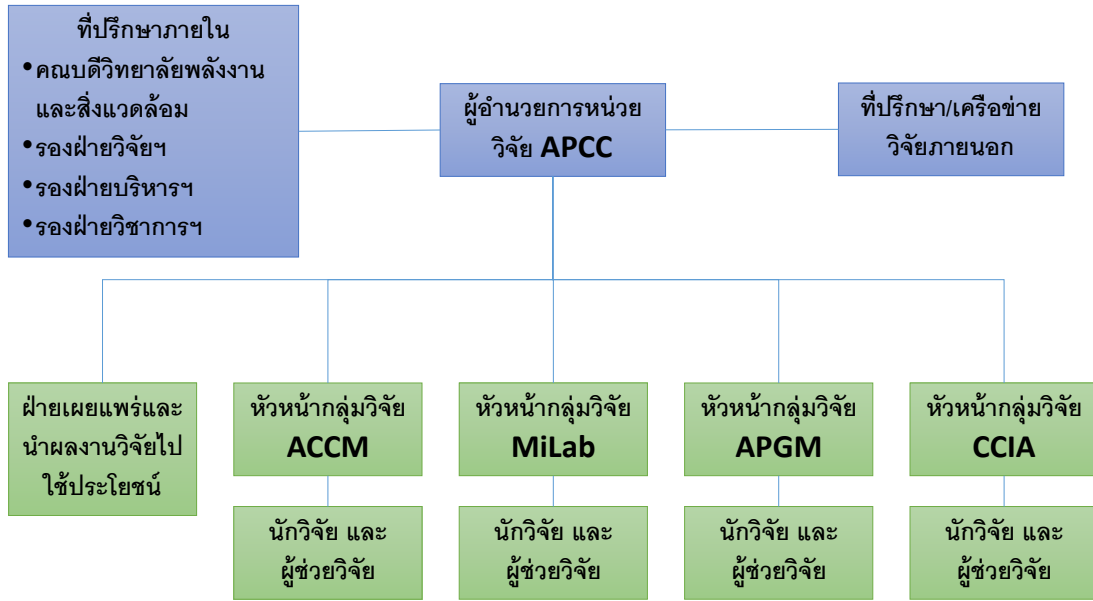 ที่ปรึกษาภายใน
•คณบดีวิทยาลัยพลังงาน
และสิ่งแวดล้อม
•รองฝ่ายวิจัยฯ
•รองฝ่ายบริหารฯ
•รองฝ่ายวิชาการฯ
ผู้อำนวยการหน่วย
วิจัย APCC
ที่ปรึกษา/เครือข่าย
วิจัยภายนอก
ฝ่ายเผยแพร่และ
นำผลงานวิจัยไป
ใช้ประโยชน์
หัวหน้ากลุ่มวิจัย
ACCM
หัวหน้ากลุ่มวิจัย
MiLab
หัวหน้ากลุ่มวิจัย
APGM
หัวหน้ากลุ่มวิจัย
CCIA
นักวิจัย และ
ผู้ช่วยวิจัย
นักวิจัย และ
ผู้ช่วยวิจัย
นักวิจัย และ
ผู้ช่วยวิจัย
นักวิจัย และ
ผู้ช่วยวิจัย